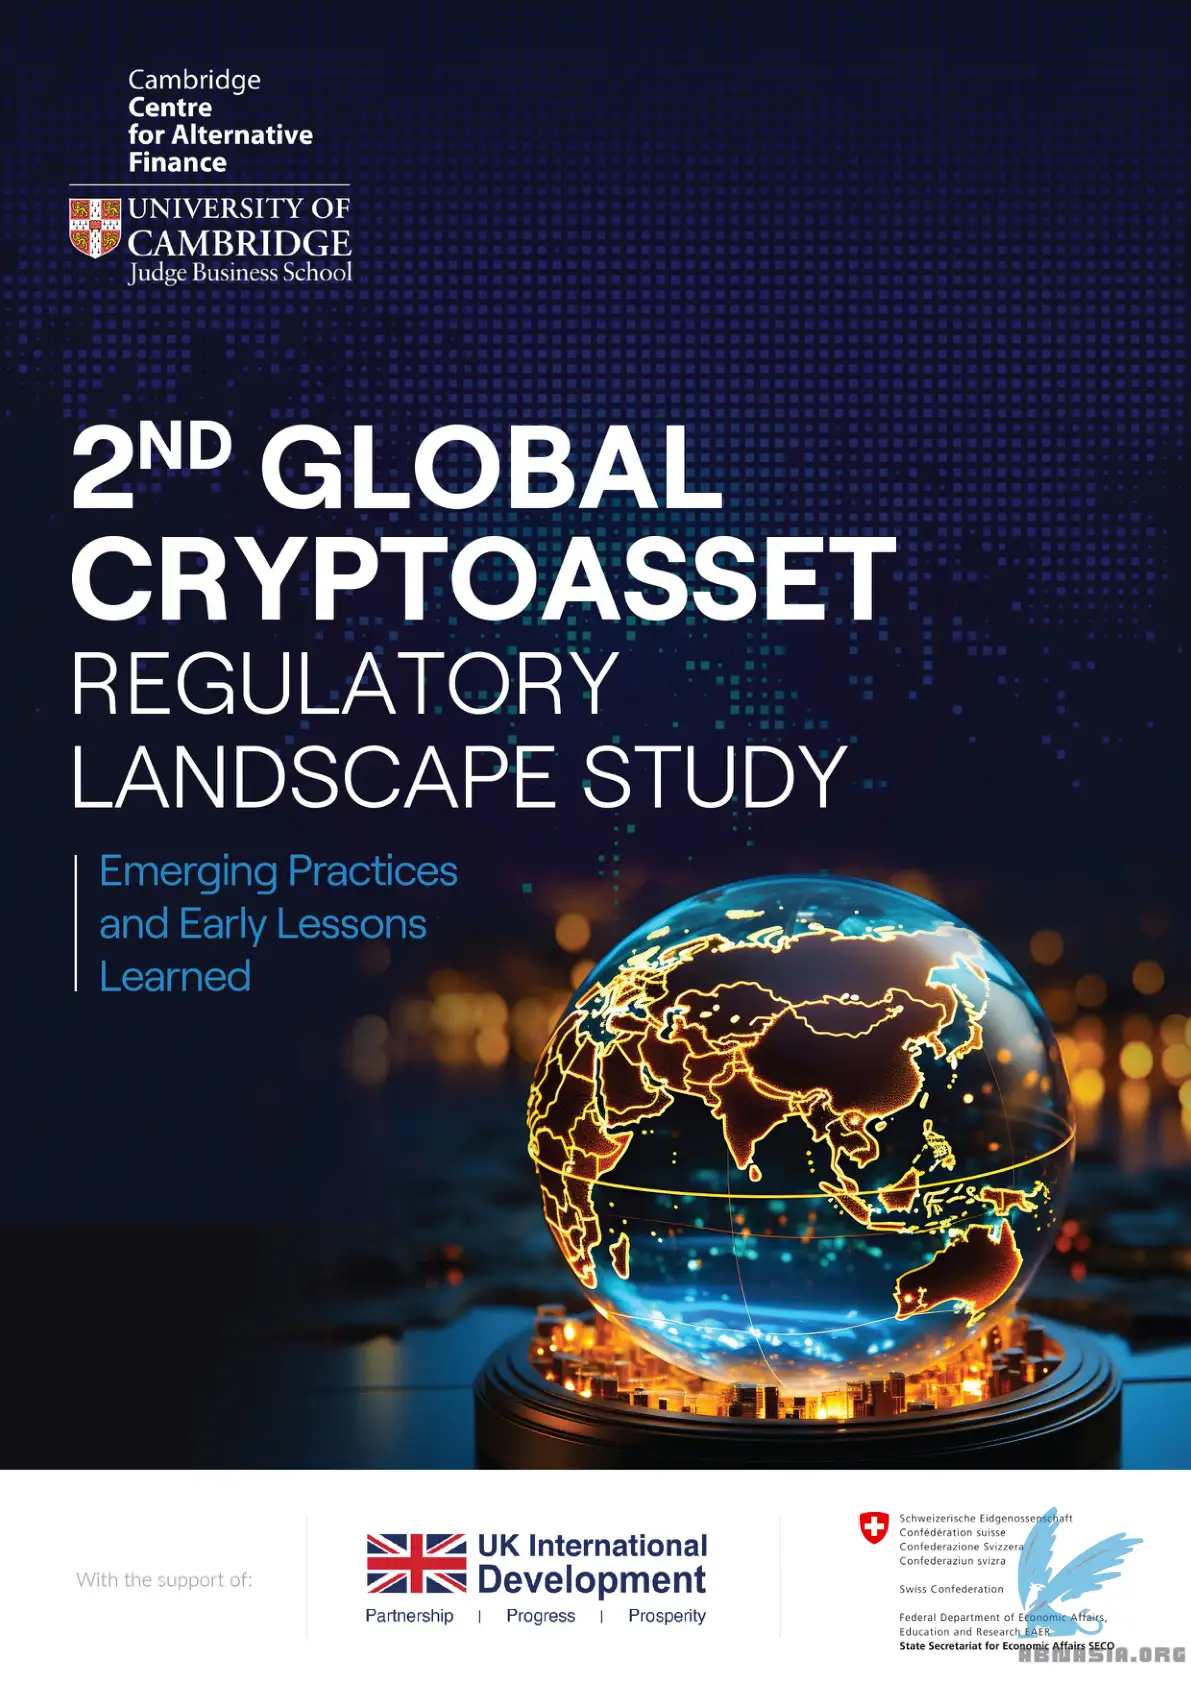 Cambridge
Centre
for Alternative
Finance
UNIVERSITY OF
CAMBRIDGE
Judge Business School
2ND GLOBAL
CRYPTOASSET
REGULATORY
LANDSCAPE STUDY
Emerging Practices
and Early Lessons
Learned
With the support of:
UK International
Development
Partnership | Progress | Prosperity
Schweizerische Eidgenossenschaft
Confédération suisse
Confederazione Svizzera
Confederaziun svizra
Swiss Confederation
Federal Department of Economic Affairs,
Education and Research EAER
State Secretariat for Economic Affairs SECO
ABNASIA.ORG